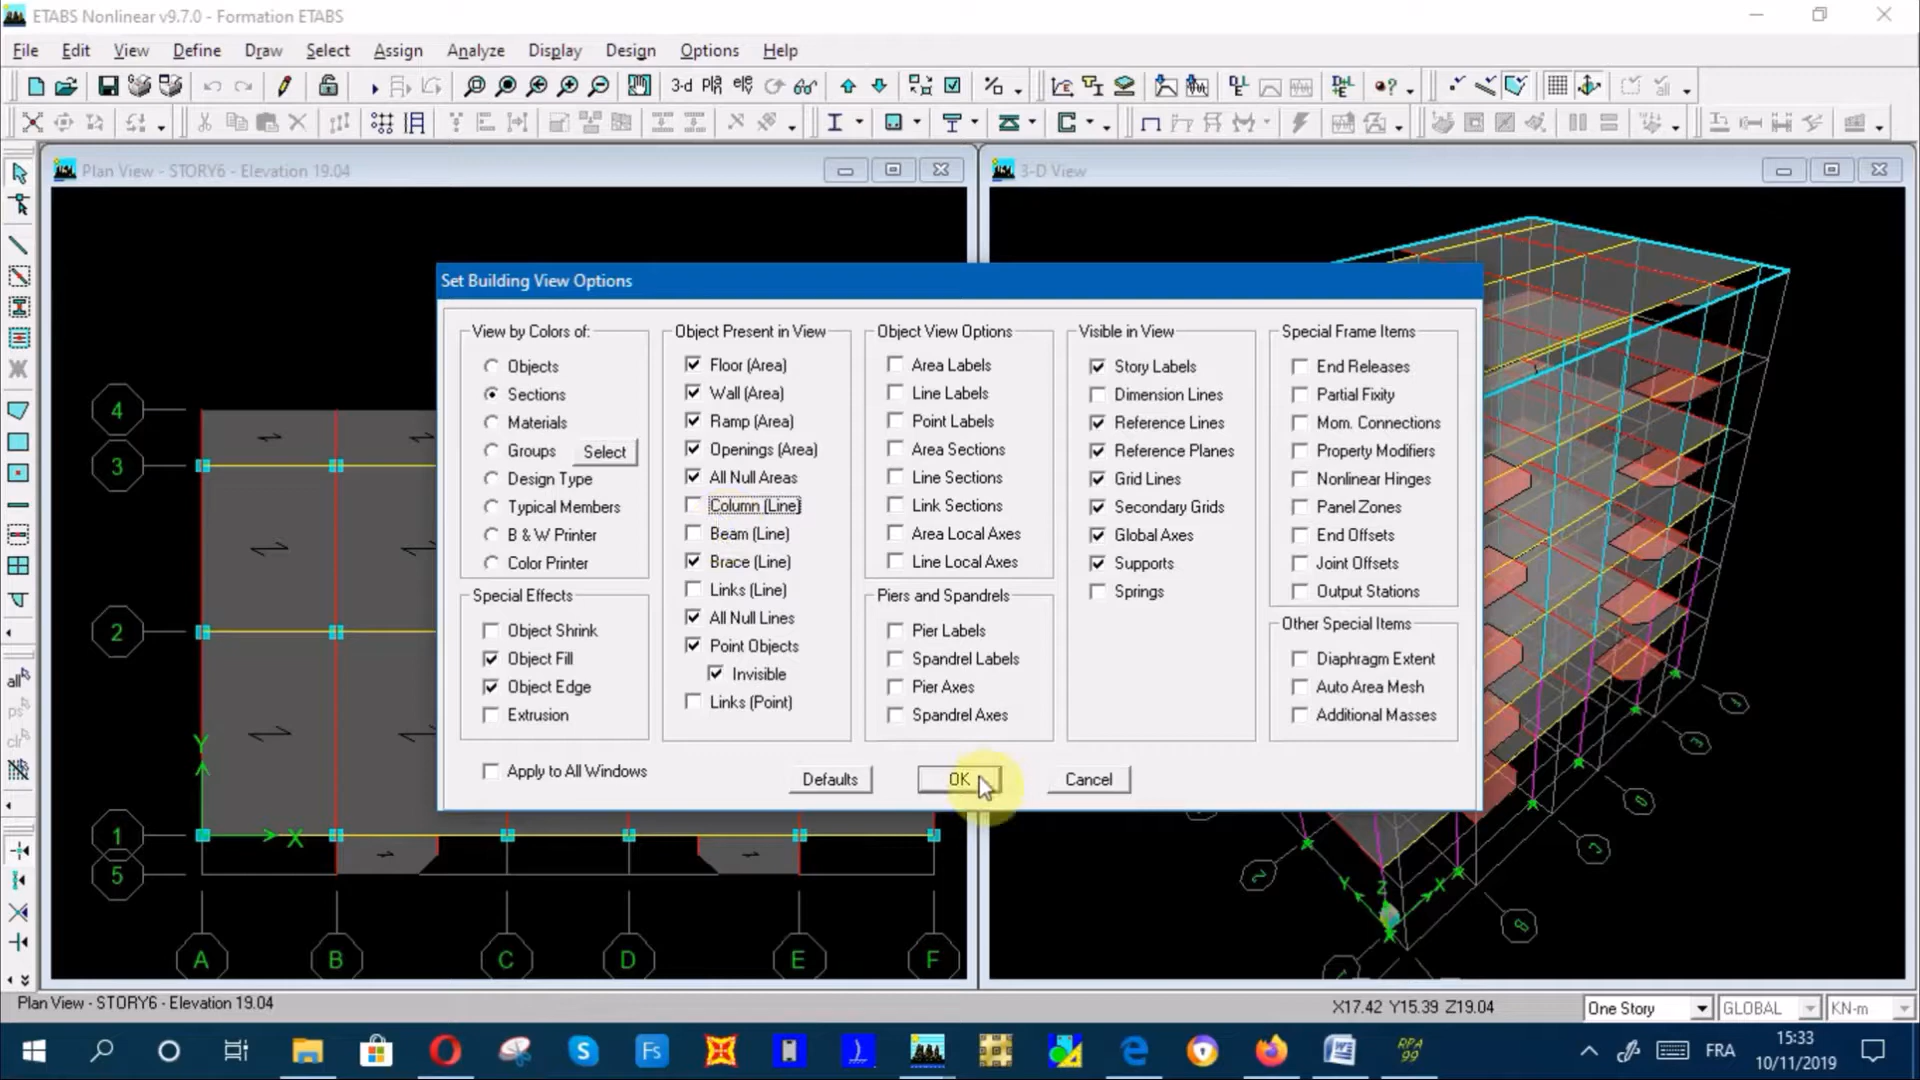 ETABS Nonlinear v9.7.0 - Formation ETABS
File Edit View Define Draw Select Assign Analyze Display Design Options Help
3-d
Plan View - STORY6 - Elevation 19.04
3-D View
Set Building View Options
View by Colors of:
Objects
Sections
Materials
Groups
Select
Design Type
Typical Members
B & W Printer
Color Printer
Special Effects
Object Shrink
Object Fill
Object Edge
Extrusion
Object Present in View
Floor (Area)
Wall (Area)
Ramp (Area)
Openings (Area)
All Null Areas
Column (Line)
Beam (Line)
Brace (Line)
Links (Line)
All Null Lines
Point Objects
Invisible
Links (Point)
Object View Options
Area Labels
Line Labels
Point Labels
Area Sections
Line Sections
Link Sections
Area Local Axes
Line Local Axes
Piers and Spandrels
Pier Labels
Spandrel Labels
Pier Axes
Spandrel Axes
Visible in View
Story Labels
Dimension Lines
Reference Lines
Reference Planes
Grid Lines
Secondary Grids
Global Axes
Supports
Springs
Special Frame Items
End Releases
Partial Fixity
Mom. Connections
Property Modifiers
Nonlinear Hinges
Panel Zones
End Offsets
Joint Offsets
Output Stations
Other Special Items
Diaphragm Extent
Auto Area Mesh
Additional Masses
Apply to All Windows
Defaults
OK
Cancel
4
3
2
1
5
Y
X
A B C D E F
Y Z X
all
ps
clr
Plan View - STORY6 - Elevation 19.04
X17.42 Y15.39 Z19.04
One Story
GLOBAL
KN-m
Fs
RPA
99
FRA
15:33
10/11/2019